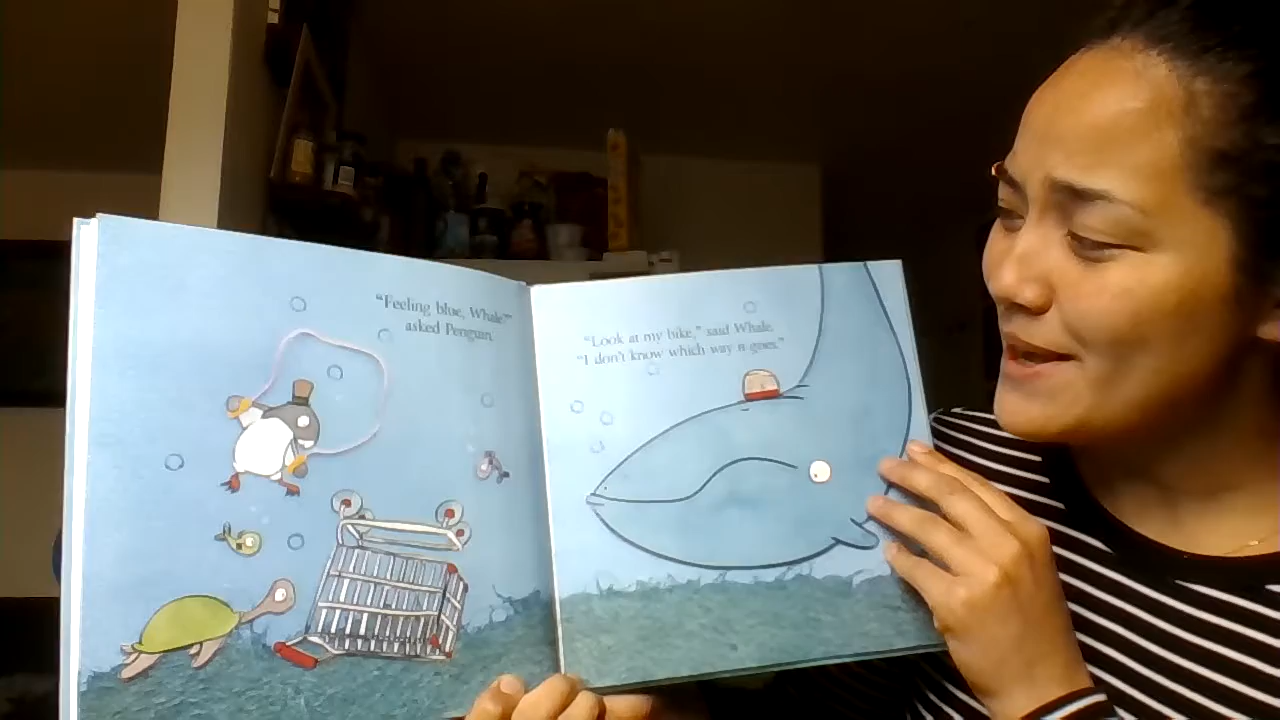 “Feeling blue, Whale?”
asked Penguin.
“Look at my bike,” said Whale.
“I don't know which way it goes.”